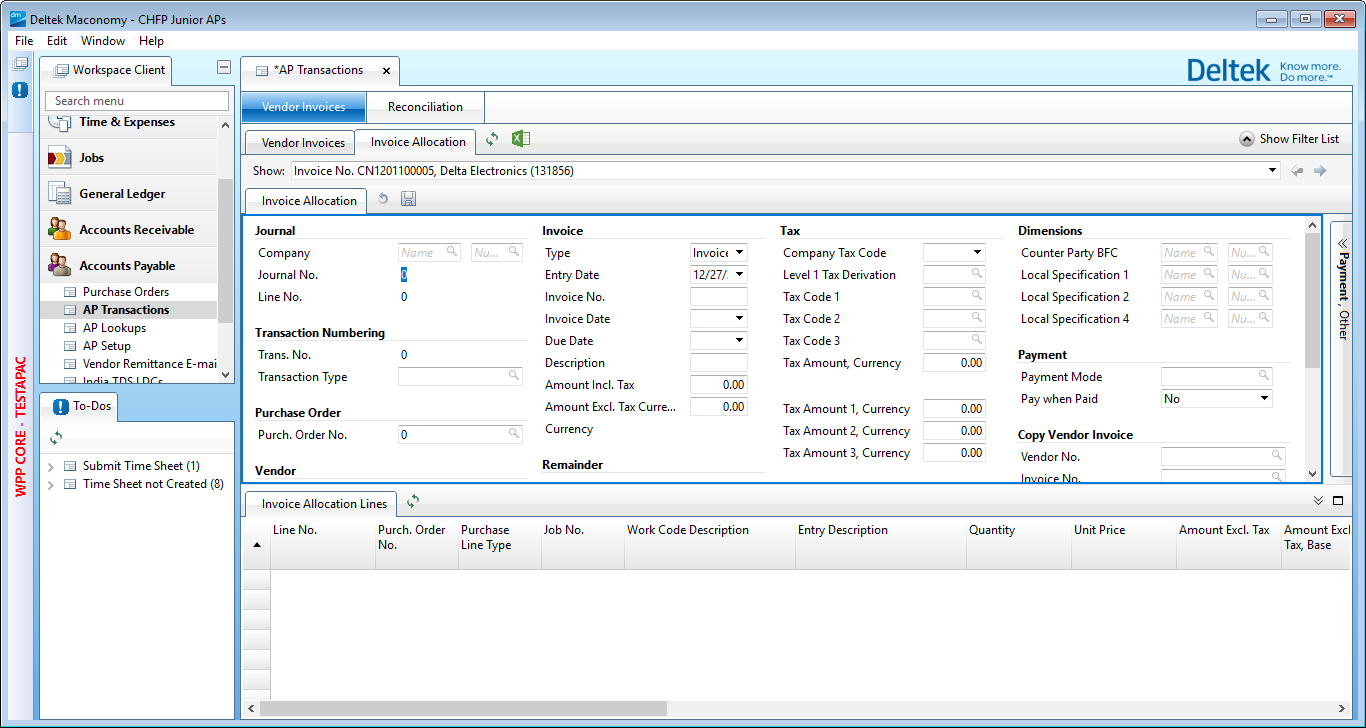 Deltek Maconomy - CHFP Junior APs
File Edit Window Help
Workspace Client
*AP Transactions
Deltek Know more. Do more.™
Search menu
Time & Expenses
Jobs
General Ledger
Accounts Receivable
Accounts Payable
Purchase Orders
AP Transactions
AP Lookups
AP Setup
Vendor Remittance E-mai
India TDS LDCs
To-Dos
Submit Time Sheet (1)
Time Sheet not Created (8)
WPP CORE - TESTAPAC
Vendor Invoices Reconciliation
Vendor Invoices Invoice Allocation Show Filter List
Show: Invoice No. CN1201100005, Delta Electronics (131856)
Invoice Allocation
Journal
Company Name Nu...
Journal No. 0
Line No. 0
Transaction Numbering
Trans. No. 0
Transaction Type
Purchase Order
Purch. Order No. 0
Vendor
Invoice
Type Invoice
Entry Date 12/27/
Invoice No.
Invoice Date
Due Date
Description
Amount Incl. Tax 0.00
Amount Excl. Tax Curre... 0.00
Currency
Remainder
Tax
Company Tax Code
Level 1 Tax Derivation
Tax Code 1
Tax Code 2
Tax Code 3
Tax Amount, Currency 0.00
Tax Amount 1, Currency 0.00
Tax Amount 2, Currency 0.00
Tax Amount 3, Currency 0.00
Dimensions
Counter Party BFC Name Nu...
Local Specification 1 Name Nu...
Local Specification 2 Name Nu...
Local Specification 4 Name Nu...
Payment
Payment Mode
Pay when Paid No
Copy Vendor Invoice
Vendor No.
Invoice No.
Payment , Other
Invoice Allocation Lines
Line No.
Purch. Order No.
Purchase Line Type
Job No.
Work Code Description
Entry Description
Quantity
Unit Price
Amount Excl. Tax
Amount Excl Tax, Base